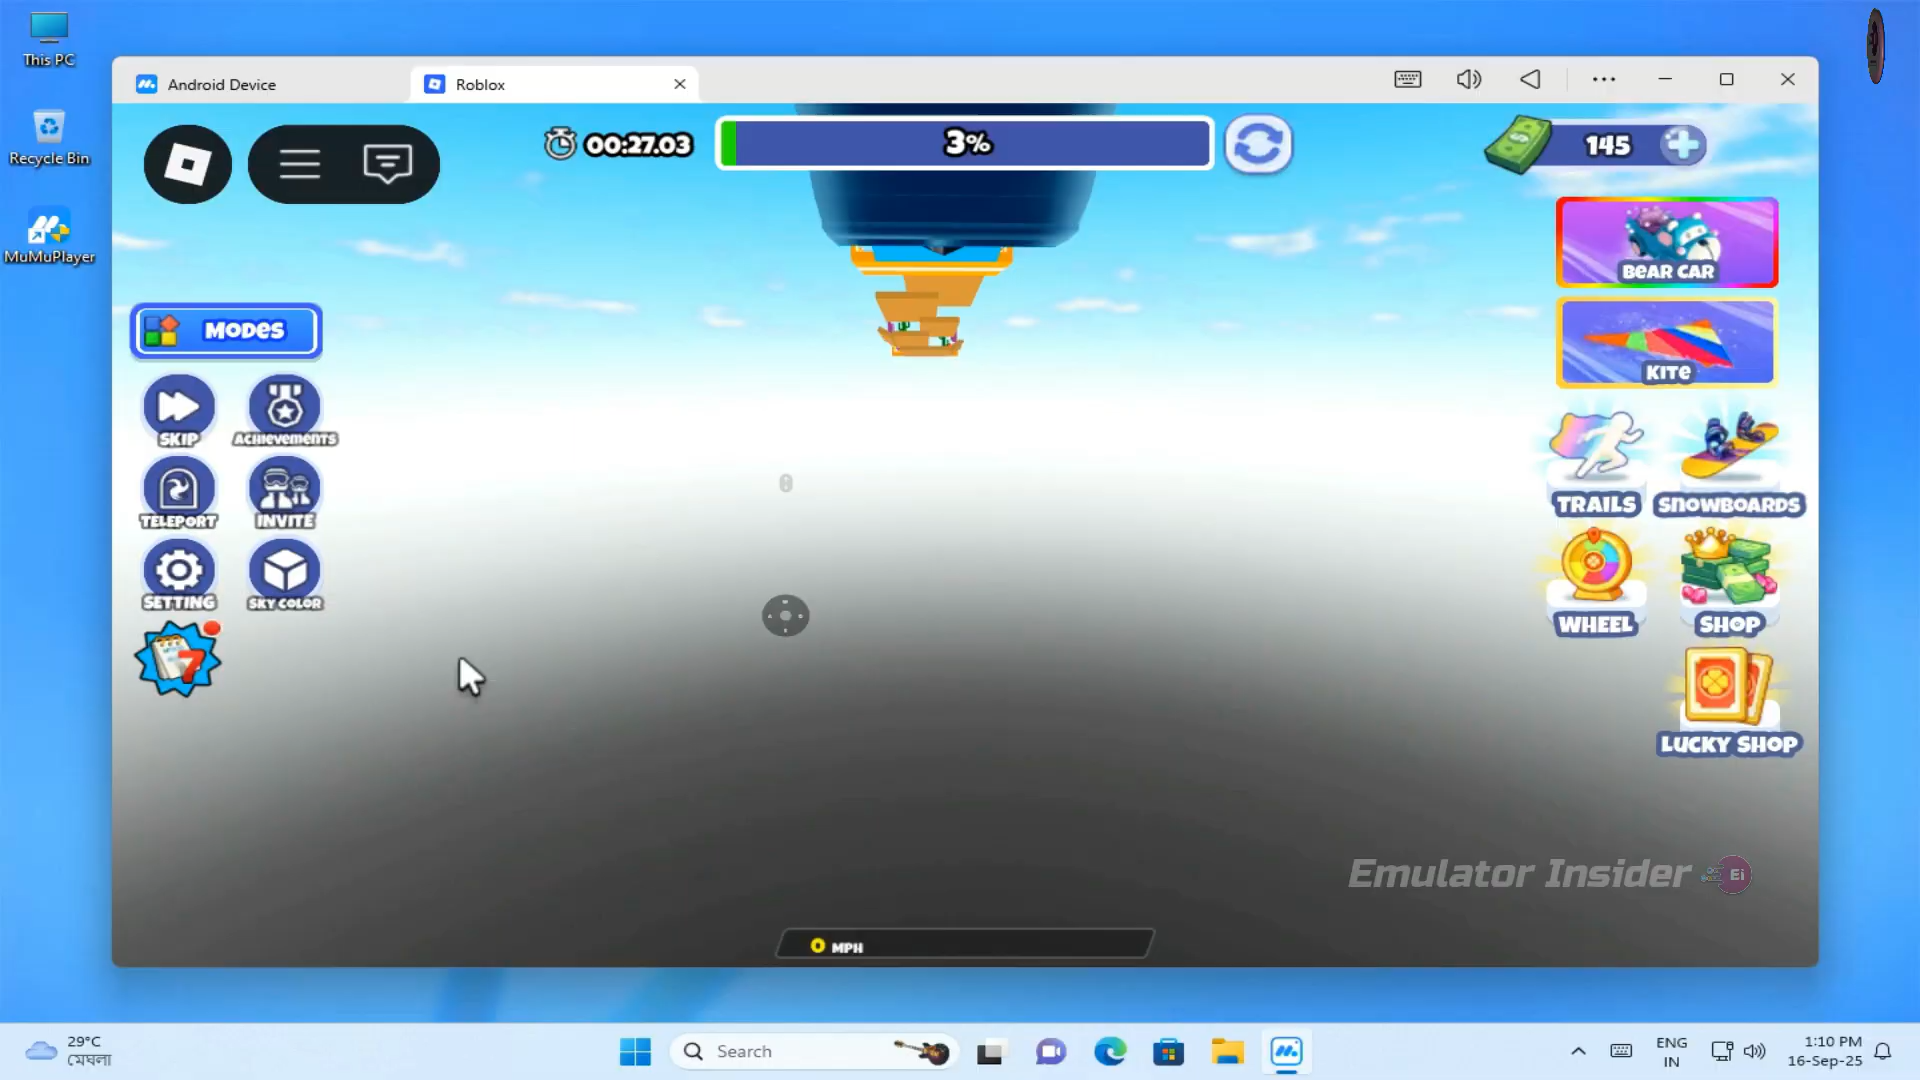 This PC
Recycle Bin
MuMuPlayer
Android Device
Roblox
00:27.03
3%
145
BEAR CAR
KITE
MODES
SKIP
ACHIEVEMENTS
TELEPORT
INVITE
SETTING
SKY COLOR
7
TRAILS
SNOWBOARDS
WHEEL
SHOP
LUCKY SHOP
Emulator Insider Ei
0 MPH
29°C
মেঘলা
Search
ENG
IN
1:10 PM
16-Sep-25